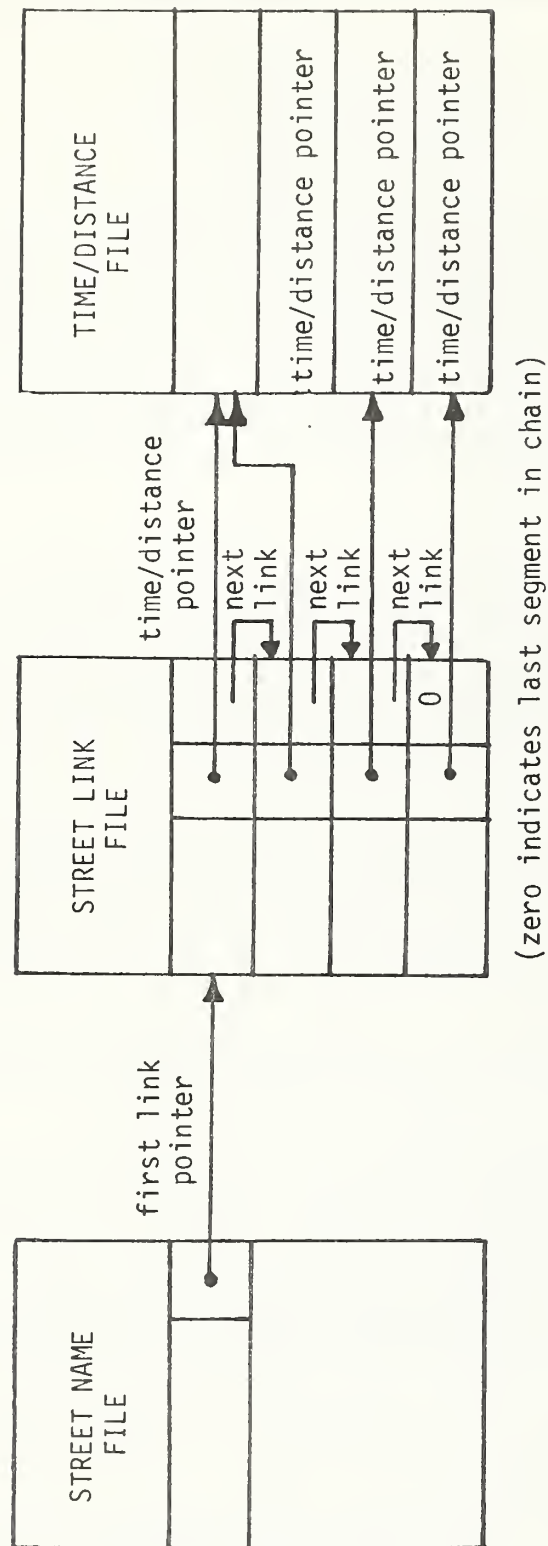 STREET NAME
FILE
first link
pointer
STREET LINK
FILE
time/distance
pointer
next
link
next
link
next
link
0
(zero indicates last segment in chain)
TIME/DISTANCE
FILE
time/distance pointer
time/distance pointer
time/distance pointer